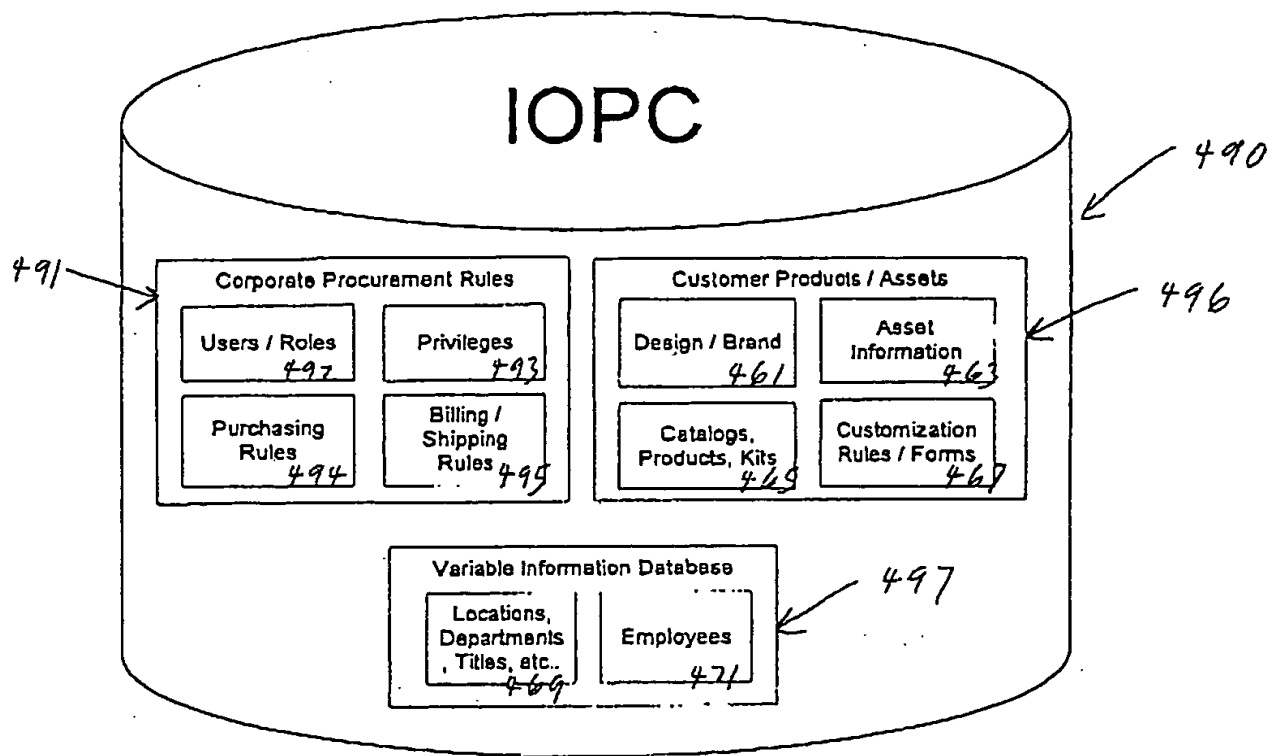 IOPC
490
491
Corporate Procurement Rules
Users / Roles
492
Privileges
493
Purchasing
Rules
494
Billing /
Shipping
Rules
495
Customer Products / Assets
496
Design / Brand
461
Asset
Information
463
Catalogs,
Products, Kits
465
Customization
Rules / Forms
467
Variable Information Database
497
Locations,
Departments
, Titles, etc..
469
Employees
471